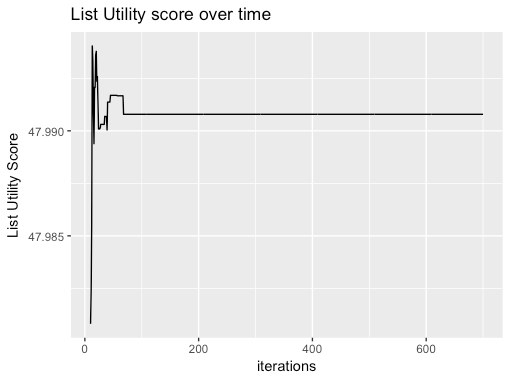 List Utility score over time
List Utility Score
47.990
47.985
0
200
400
600
iterations